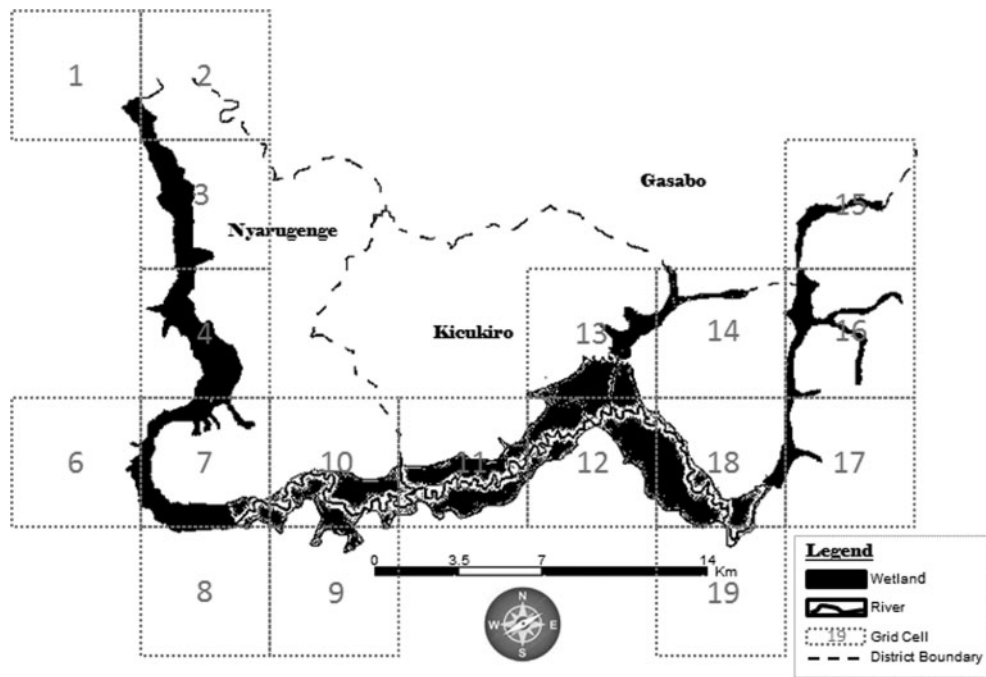 1
2
Gasabo
3
15
Nyarugenge
Kicukiro
4
13
14
16
6
7
10
11
12
18
17
0
3.5
7
14
Km
8
9
19
N
W
E
S
Legend
Wetland
River
19
Grid Cell
District Boundary